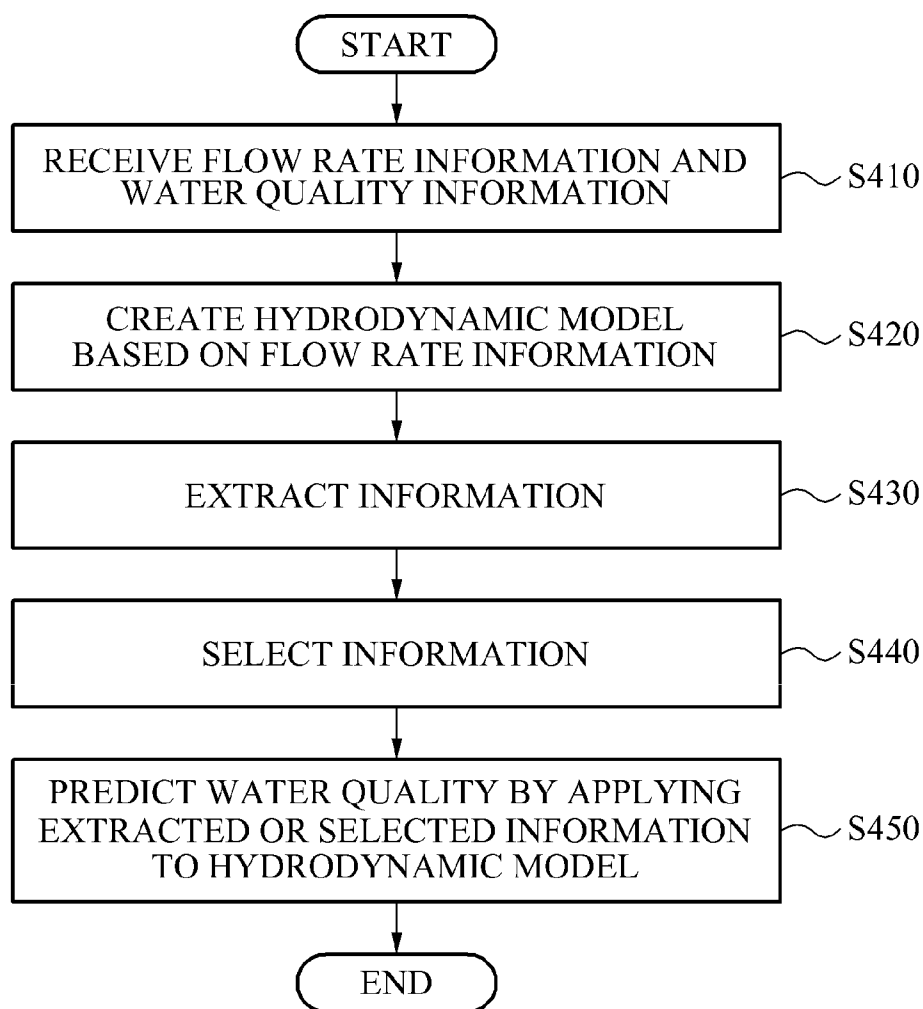 START
RECEIVE FLOW RATE INFORMATION AND
WATER QUALITY INFORMATION
S410
CREATE HYDRODYNAMIC MODEL
BASED ON FLOW RATE INFORMATION
S420
EXTRACT INFORMATION
S430
SELECT INFORMATION
S440
PREDICT WATER QUALITY BY APPLYING
EXTRACTED OR SELECTED INFORMATION
TO HYDRODYNAMIC MODEL
S450
END